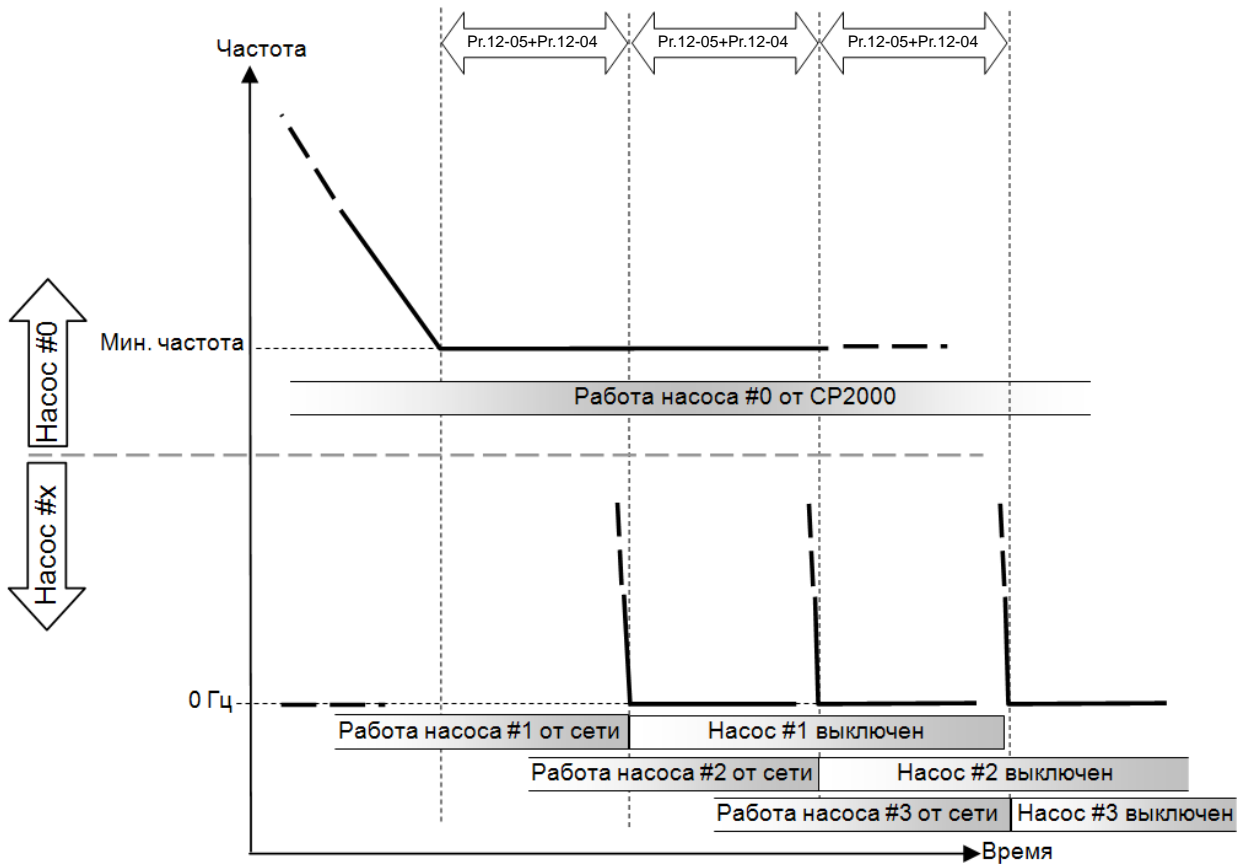 Pr.12-05+Pr.12-04 Pr.12-05+Pr.12-04 Pr.12-05+Pr.12-04
Частота
Насос #0
Мин. частота
Работа насоса #0 от CP2000
Насос #x
0 Гц
Работа насоса #1 от сети Насос #1 выключен
Работа насоса #2 от сети Насос #2 выключен
Работа насоса #3 от сети Насос #3 выключен
Время